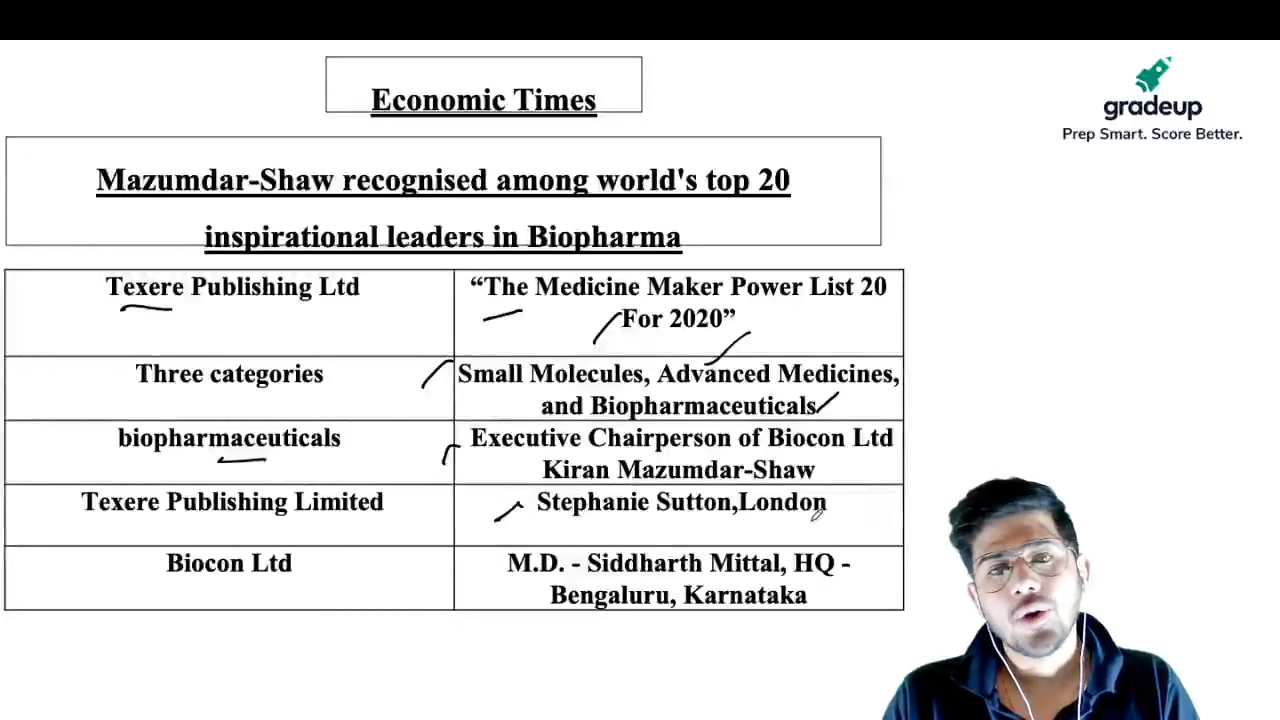 Economic Times
gradeup
Prep Smart. Score Better.
Mazumdar-Shaw recognised among world's top 20
inspirational leaders in Biopharma
Texere Publishing Ltd
“The Medicine Maker Power List 20
For 2020”
Three categories
Small Molecules, Advanced Medicines,
and Biopharmaceuticals
biopharmaceuticals
Executive Chairperson of Biocon Ltd
Kiran Mazumdar-Shaw
Texere Publishing Limited
Stephanie Sutton,London
Biocon Ltd
M.D. - Siddharth Mittal, HQ -
Bengaluru, Karnataka